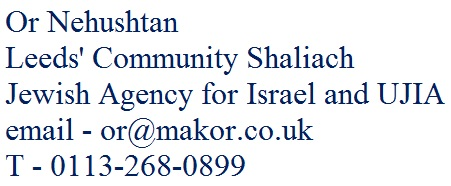 Or Nehushtan
Leeds' Community Shaliach
Jewish Agency for Israel and UJIA
email - or@makor.co.uk
T - 0113-268-0899